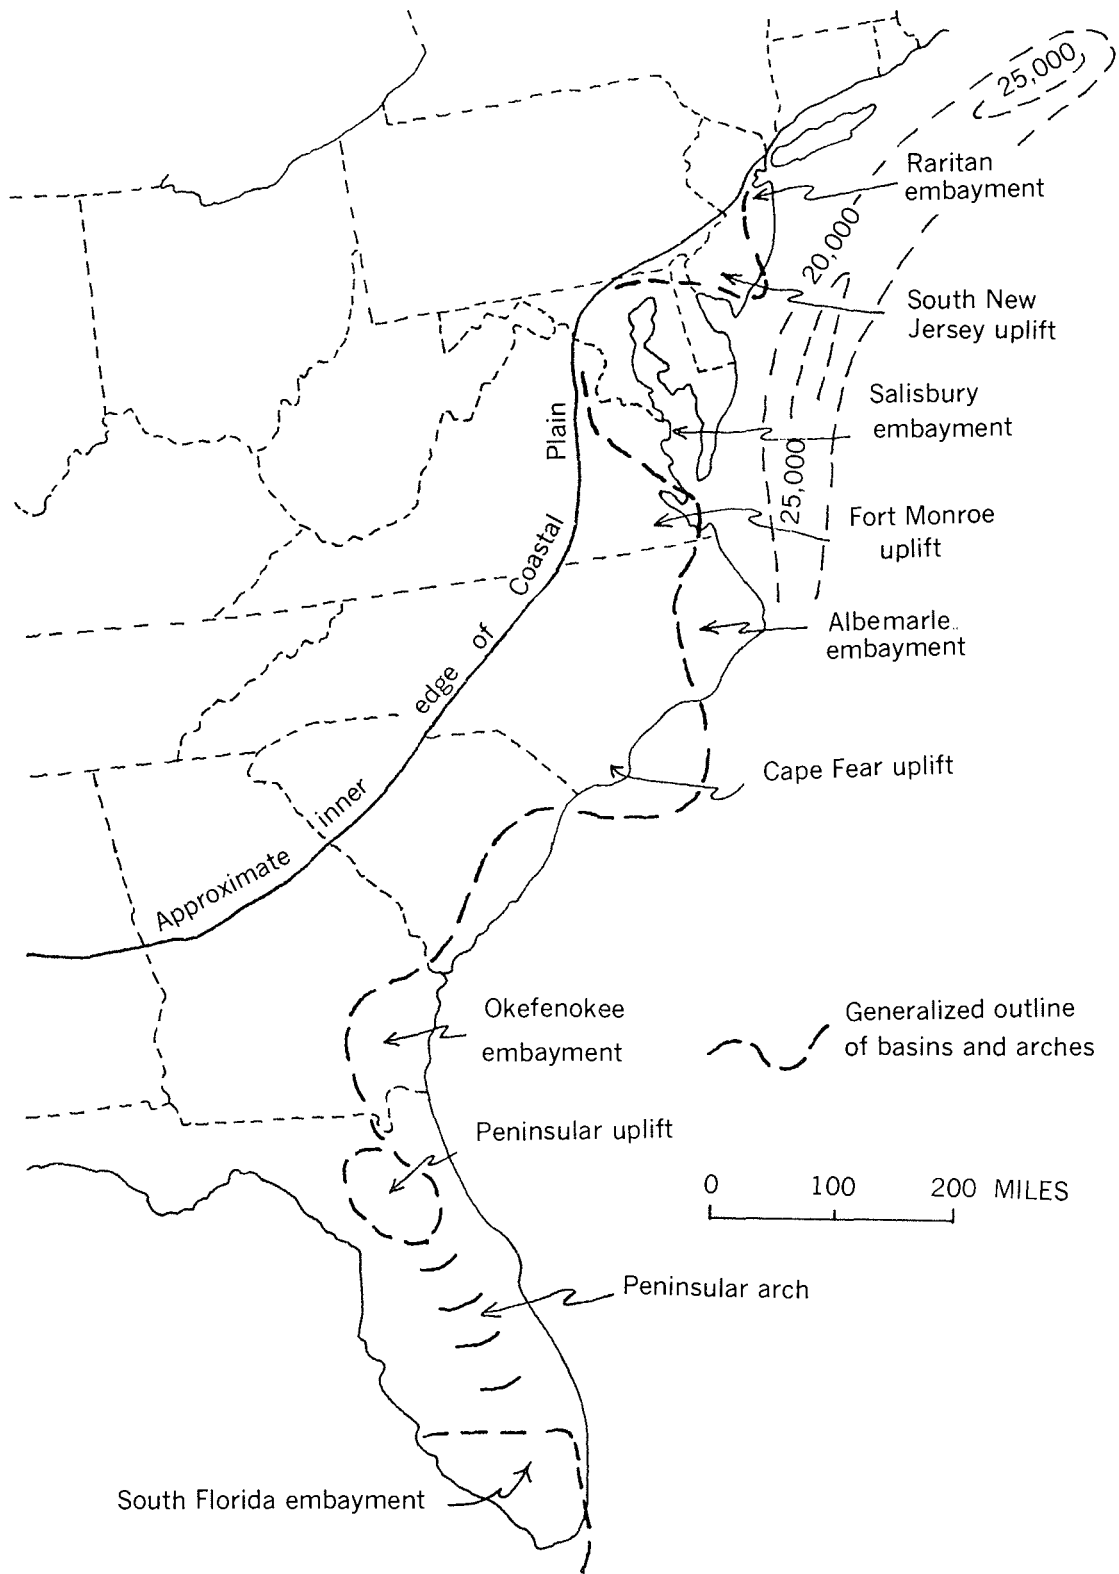 25,000
Raritan
embayment
20,000
South New
Jersey uplift
Salisbury
embayment
25,000
Fort Monroe
uplift
Albemarle
embayment
Cape Fear uplift
Approximate inner edge of Coastal Plain
Okefenokee
embayment
Generalized outline
of basins and arches
Peninsular uplift
0 100 200 MILES
Peninsular arch
South Florida embayment